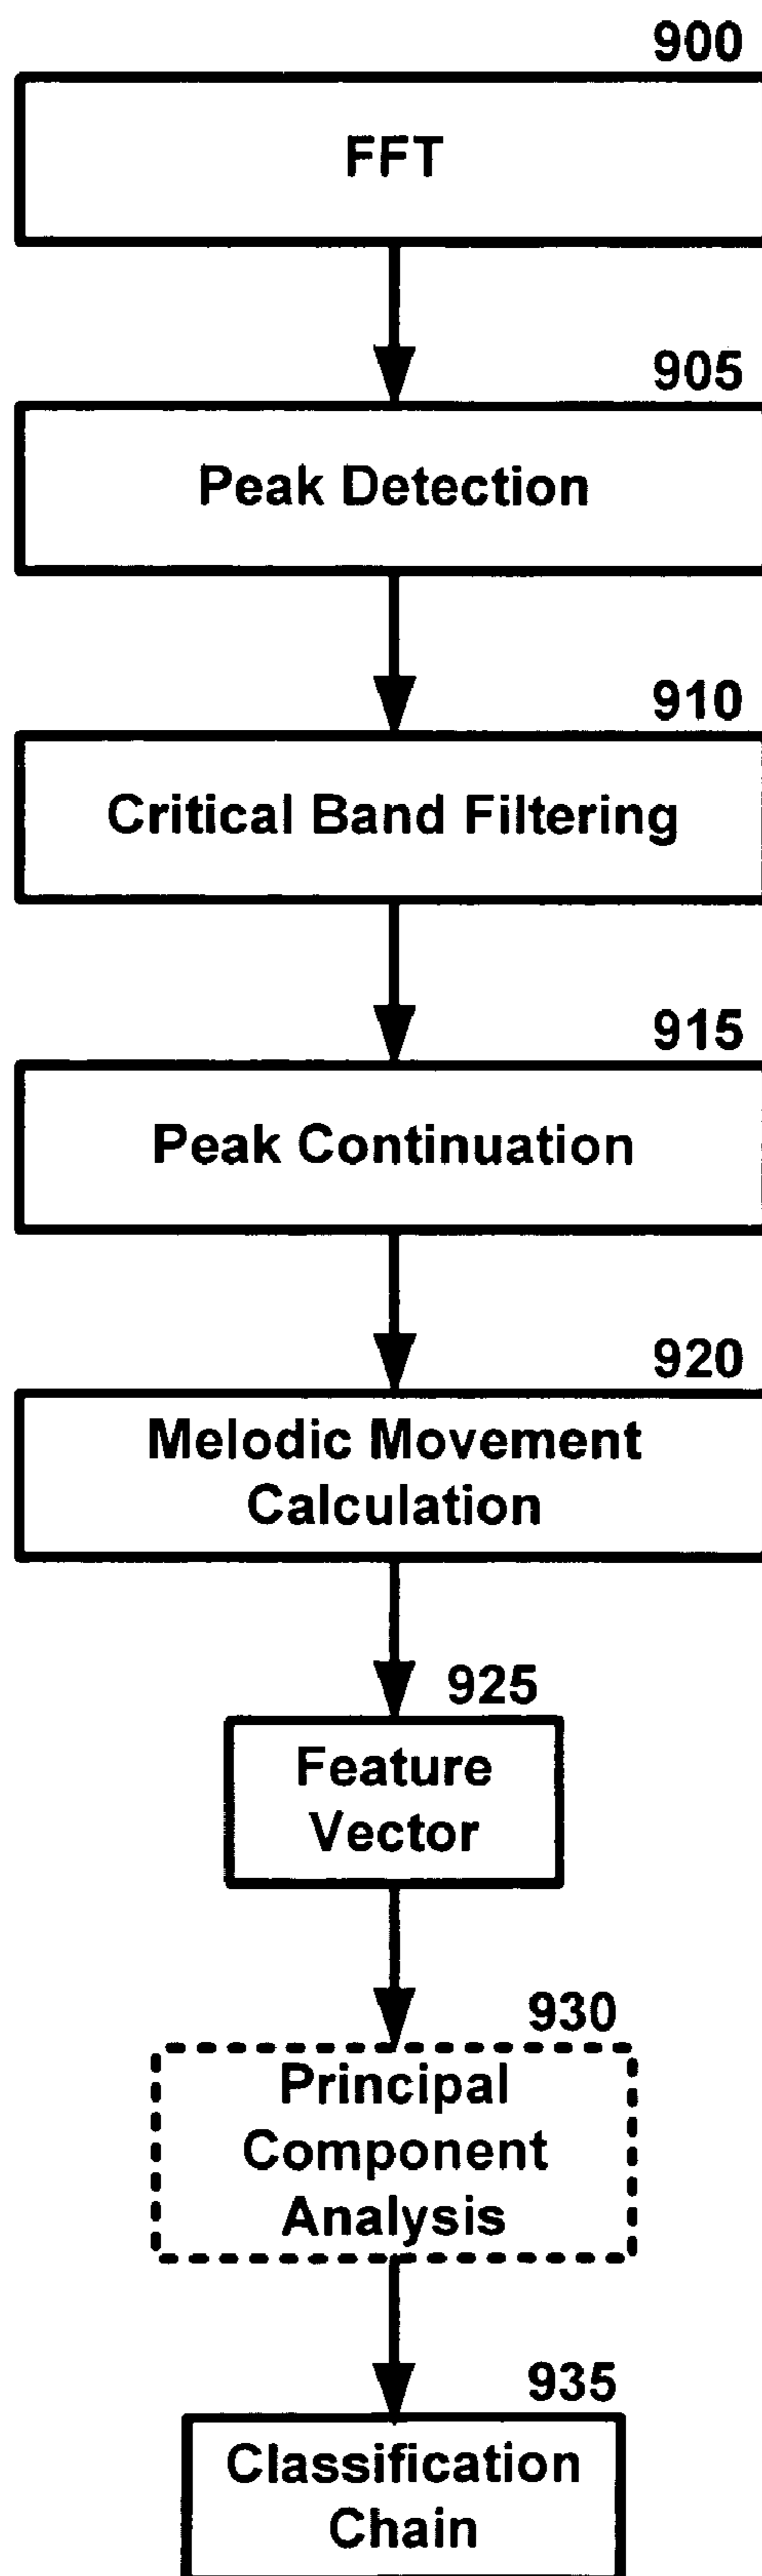 900
FFT
905
Peak Detection
910
Critical Band Filtering
915
Peak Continuation
920
Melodic Movement
Calculation
925
Feature
Vector
930
Principal
Component
Analysis
935
Classification
Chain